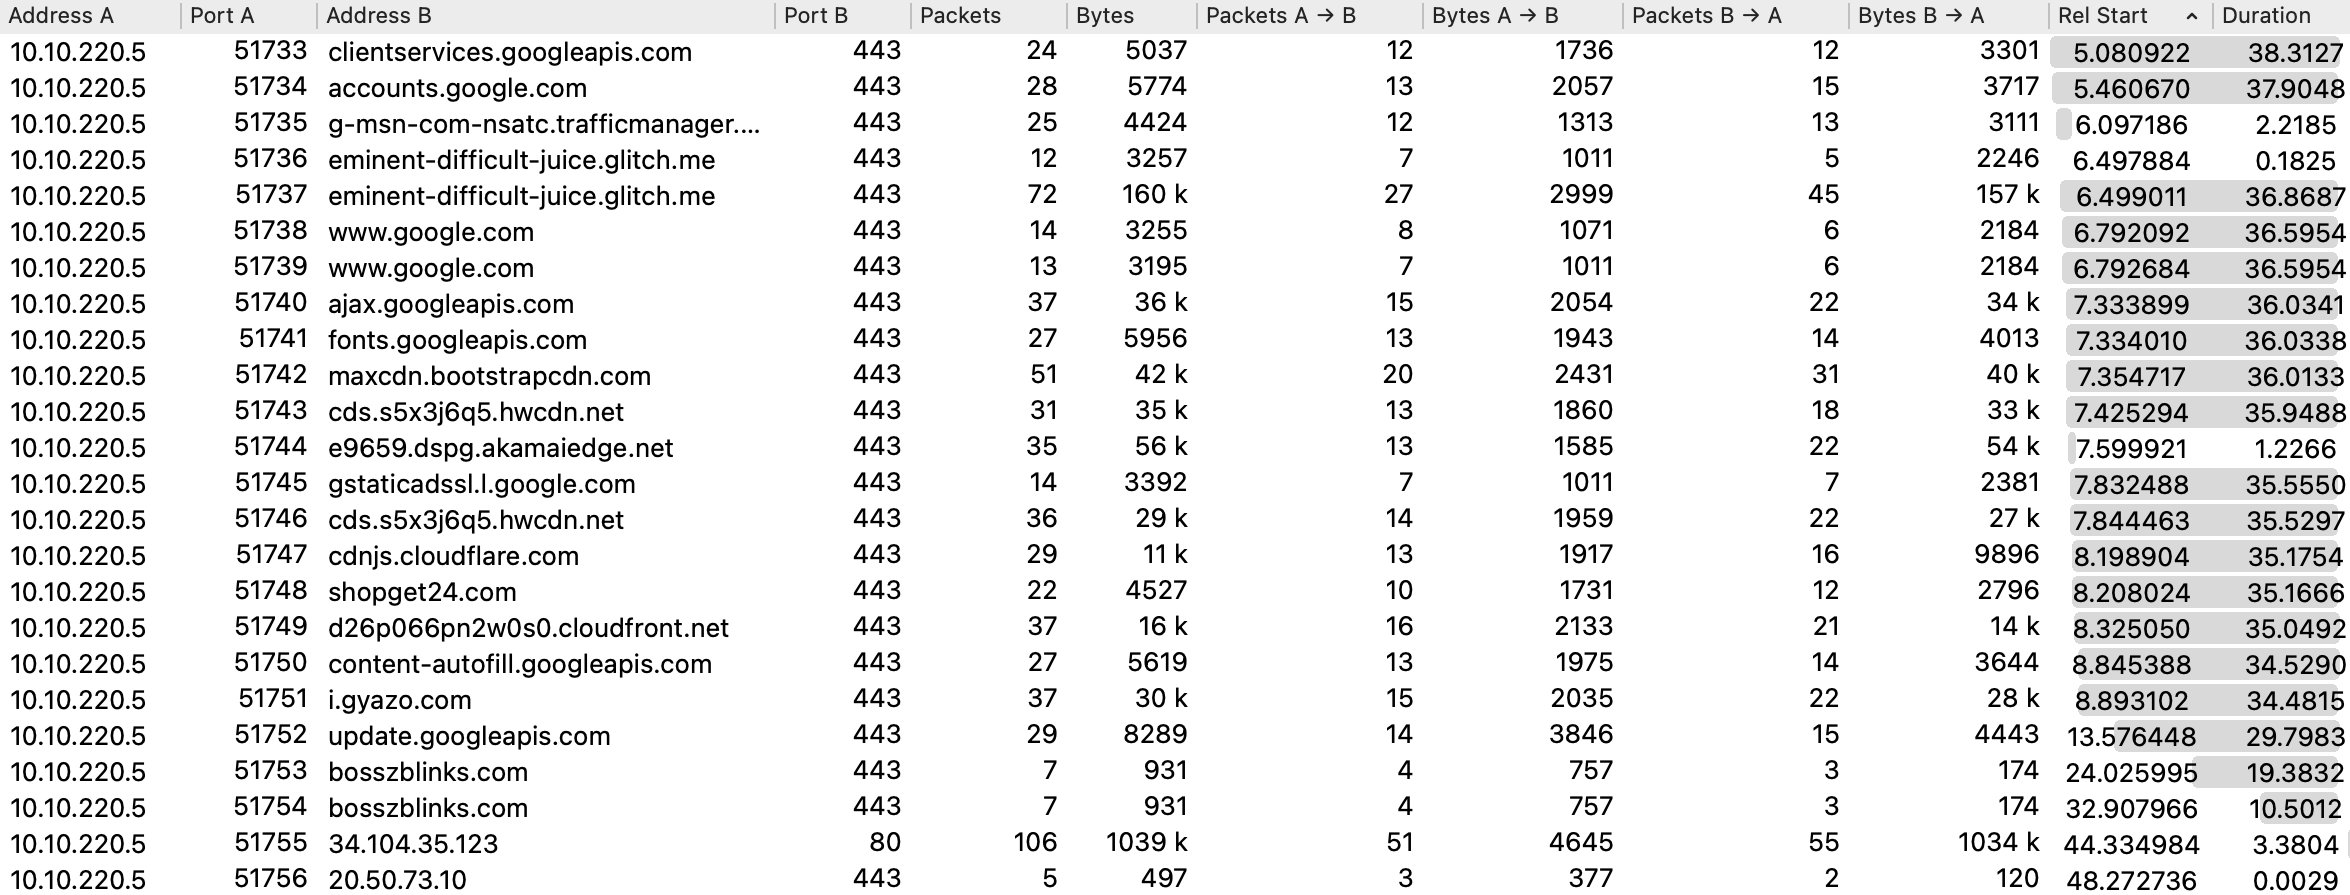 Address A Port A Address B Port B Packets Bytes Packets A → B Bytes A → B Packets B → A Bytes B → A Rel Start Duration
10.10.220.5 51733 clientservices.googleapis.com 443 24 5037 12 1736 12 3301 5.080922 38.3127
10.10.220.5 51734 accounts.google.com 443 28 5774 13 2057 15 3717 5.460670 37.9048
10.10.220.5 51735 g-msn-com-nsatc.trafficmanager.... 443 25 4424 12 1313 13 3111 6.097186 2.2185
10.10.220.5 51736 eminent-difficult-juice.glitch.me 443 12 3257 7 1011 5 2246 6.497884 0.1825
10.10.220.5 51737 eminent-difficult-juice.glitch.me 443 72 160 k 27 2999 45 157 k 6.499011 36.8687
10.10.220.5 51738 www.google.com 443 14 3255 8 1071 6 2184 6.792092 36.5954
10.10.220.5 51739 www.google.com 443 13 3195 7 1011 6 2184 6.792684 36.5954
10.10.220.5 51740 ajax.googleapis.com 443 37 36 k 15 2054 22 34 k 7.333899 36.0341
10.10.220.5 51741 fonts.googleapis.com 443 27 5956 13 1943 14 4013 7.334010 36.0338
10.10.220.5 51742 maxcdn.bootstrapcdn.com 443 51 42 k 20 2431 31 40 k 7.354717 36.0133
10.10.220.5 51743 cds.s5x3j6q5.hwcdn.net 443 31 35 k 13 1860 18 33 k 7.425294 35.9488
10.10.220.5 51744 e9659.dspg.akamaiedge.net 443 35 56 k 13 1585 22 54 k 7.599921 1.2266
10.10.220.5 51745 gstaticadssl.l.google.com 443 14 3392 7 1011 7 2381 7.832488 35.5550
10.10.220.5 51746 cds.s5x3j6q5.hwcdn.net 443 36 29 k 14 1959 22 27 k 7.844463 35.5297
10.10.220.5 51747 cdnjs.cloudflare.com 443 29 11 k 13 1917 16 9896 8.198904 35.1754
10.10.220.5 51748 shopget24.com 443 22 4527 10 1731 12 2796 8.208024 35.1666
10.10.220.5 51749 d26p066pn2w0s0.cloudfront.net 443 37 16 k 16 2133 21 14 k 8.325050 35.0492
10.10.220.5 51750 content-autofill.googleapis.com 443 27 5619 13 1975 14 3644 8.845388 34.5290
10.10.220.5 51751 i.gyazo.com 443 37 30 k 15 2035 22 28 k 8.893102 34.4815
10.10.220.5 51752 update.googleapis.com 443 29 8289 14 3846 15 4443 13.576448 29.7983
10.10.220.5 51753 bosszblinks.com 443 7 931 4 757 3 174 24.025995 19.3832
10.10.220.5 51754 bosszblinks.com 443 7 931 4 757 3 174 32.907966 10.5012
10.10.220.5 51755 34.104.35.123 80 106 1039 k 51 4645 55 1034 k 44.334984 3.3804
10.10.220.5 51756 20.50.73.10 443 5 497 3 377 2 120 48.272736 0.0029